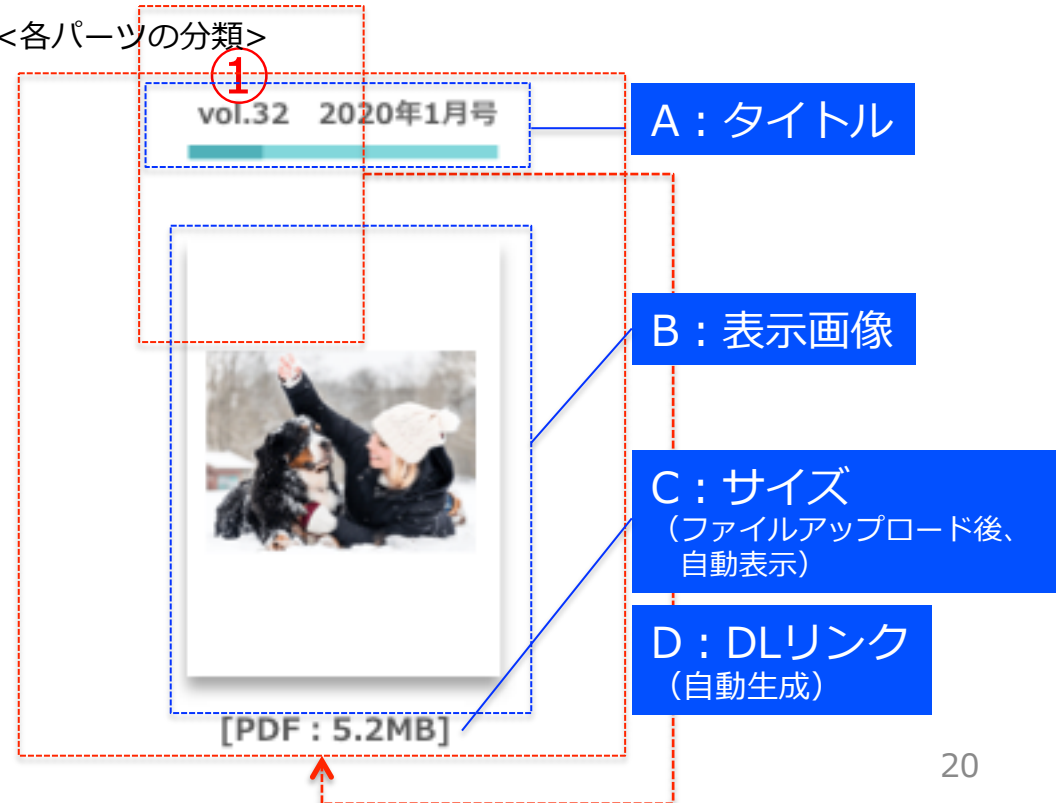 <各パーツの分類>
①
vol.32　2020年1月号
A：タイトル
B：表示画像
C：サイズ
（ファイルアップロード後、
自動表示）
D：DLリンク
（自動生成）
[PDF：5.2MB]
20